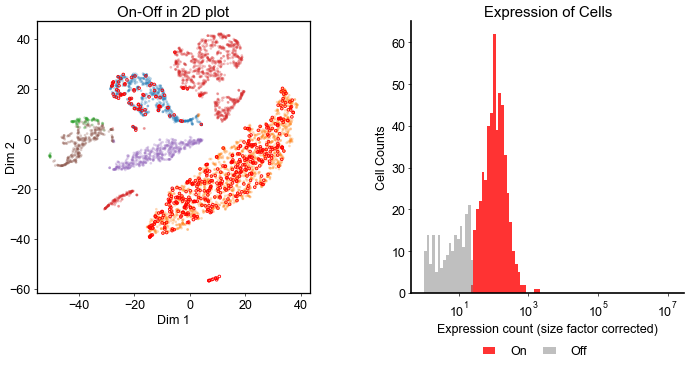 On-Off in 2D plot
Dim 2
40
20
0
−20
−40
−60
−40 −20 0 20 40
Dim 1
Expression of Cells
Cell Counts
60
50
40
30
20
10
0
10^1 10^3 10^5 10^7
Expression count (size factor corrected)
On Off